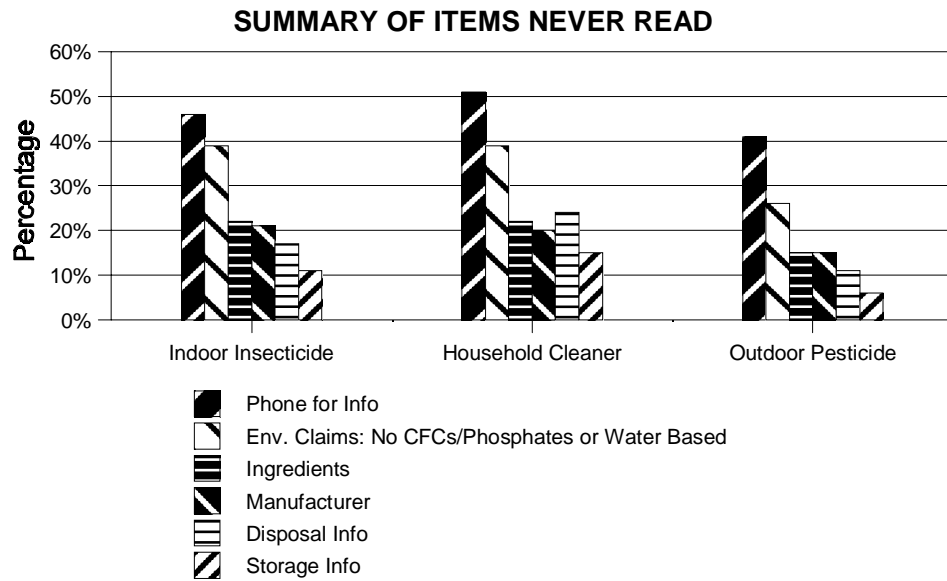 SUMMARY OF ITEMS NEVER READ
60%
50%
40%
30%
20%
10%
0%
Percentage
Indoor Insecticide Household Cleaner Outdoor Pesticide
Phone for Info
Env. Claims: No CFCs/Phosphates or Water Based
Ingredients
Manufacturer
Disposal Info
Storage Info